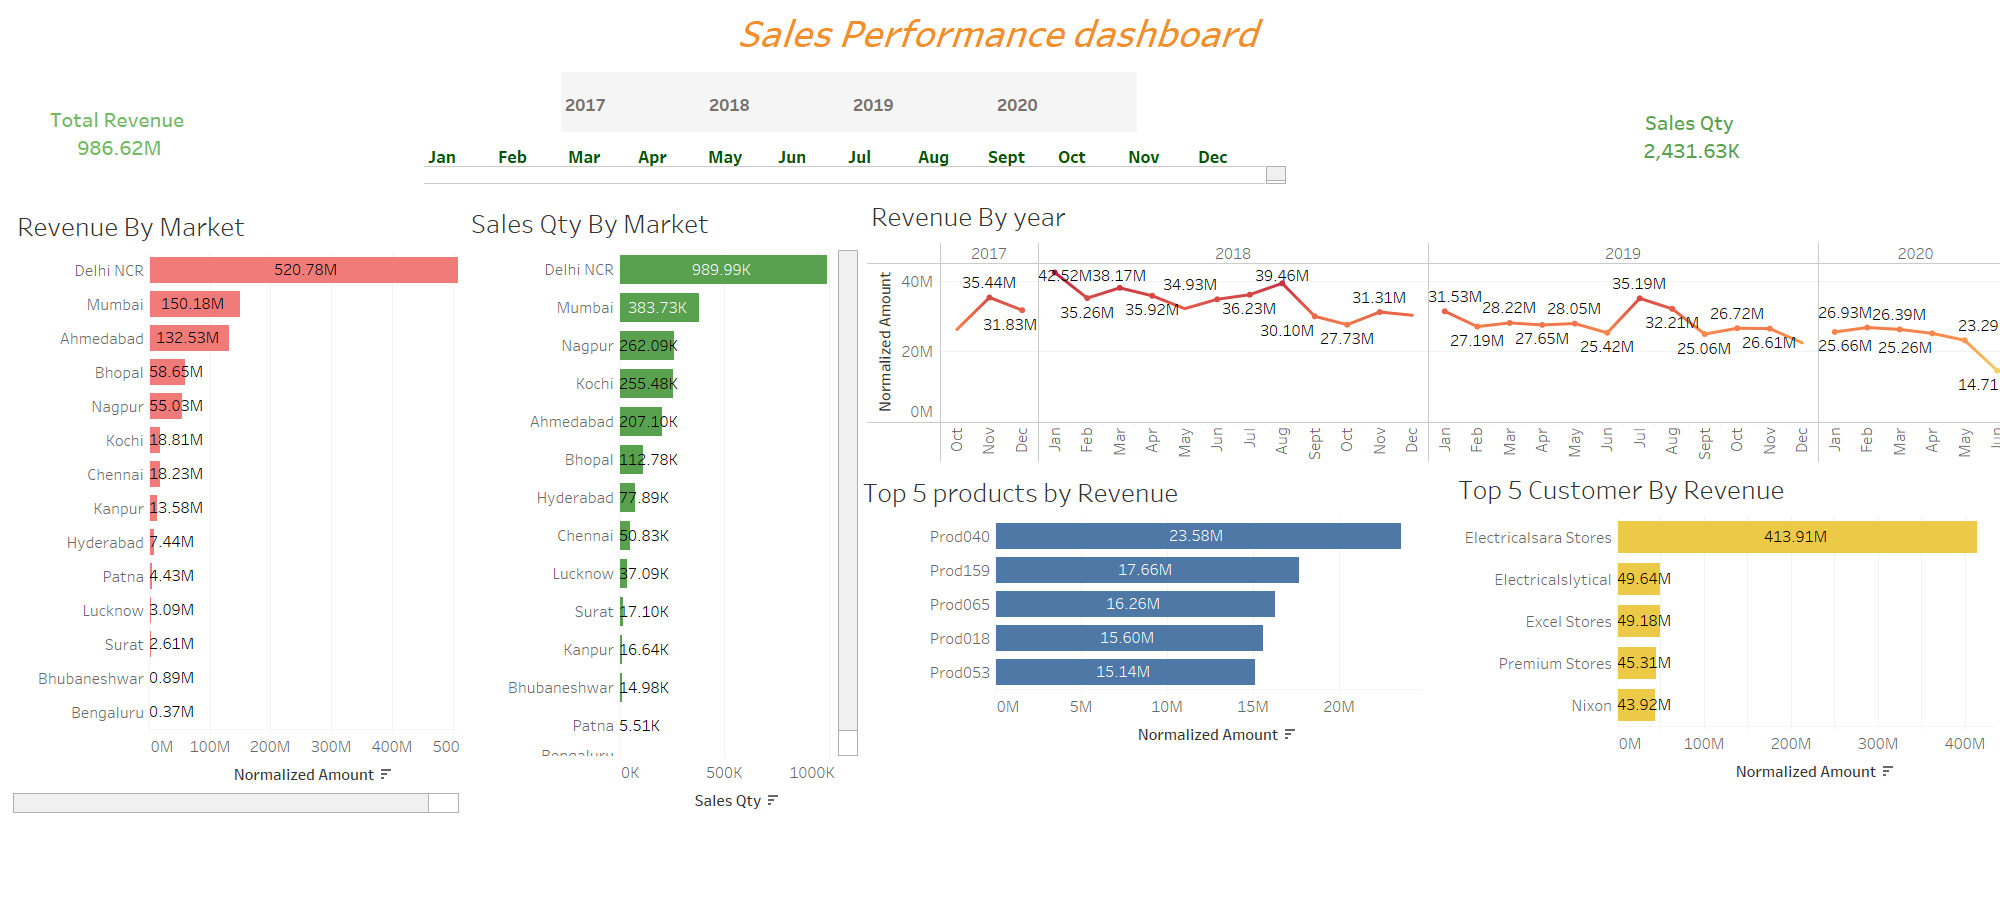 Sales Performance dashboard
2017 2018 2019 2020
Total Revenue
986.62M
Sales Qty
2,431.63K
Jan Feb Mar Apr May Jun Jul Aug Sept Oct Nov Dec
Revenue By Market
Delhi NCR 520.78M
Mumbai 150.18M
Ahmedabad 132.53M
Bhopal 58.65M
Nagpur 55.03M
Kochi 18.81M
Chennai 18.23M
Kanpur 13.58M
Hyderabad 7.44M
Patna 4.43M
Lucknow 3.09M
Surat 2.61M
Bhubaneshwar 0.89M
Bengaluru 0.37M
0M 100M 200M 300M 400M 500
Normalized Amount
Sales Qty By Market
Delhi NCR 989.99K
Mumbai 383.73K
Nagpur 262.09K
Kochi 255.48K
Ahmedabad 207.10K
Bhopal 112.78K
Hyderabad 77.89K
Chennai 50.83K
Lucknow 37.09K
Surat 17.10K
Kanpur 16.64K
Bhubaneshwar 14.98K
Patna 5.51K
Bengaluru
0K 500K 1000K
Sales Qty
Revenue By year
2017 2018 2019 2020
Normalized Amount
40M
20M
0M
35.44M
31.83M
42.52M
35.26M
38.17M
35.92M
34.93M
36.23M
39.46M
30.10M
27.73M
31.31M
31.53M
27.19M
28.22M
27.65M
28.05M
25.42M
35.19M
32.21M
25.06M
26.72M
26.61M
25.66M
26.93M
26.39M
25.26M
23.29
14.71
Oct Nov Dec Jan Feb Mar Apr May Jun Jul Aug Sept Oct Nov Dec Jan Feb Mar Apr May Jun Jul Aug Sept Oct Nov Dec Jan Feb Mar Apr May Jun
Top 5 products by Revenue
Prod040 23.58M
Prod159 17.66M
Prod065 16.26M
Prod018 15.60M
Prod053 15.14M
0M 5M 10M 15M 20M
Normalized Amount
Top 5 Customer By Revenue
Electricalsara Stores 413.91M
Electricalslytical 49.64M
Excel Stores 49.18M
Premium Stores 45.31M
Nixon 43.92M
0M 100M 200M 300M 400M
Normalized Amount